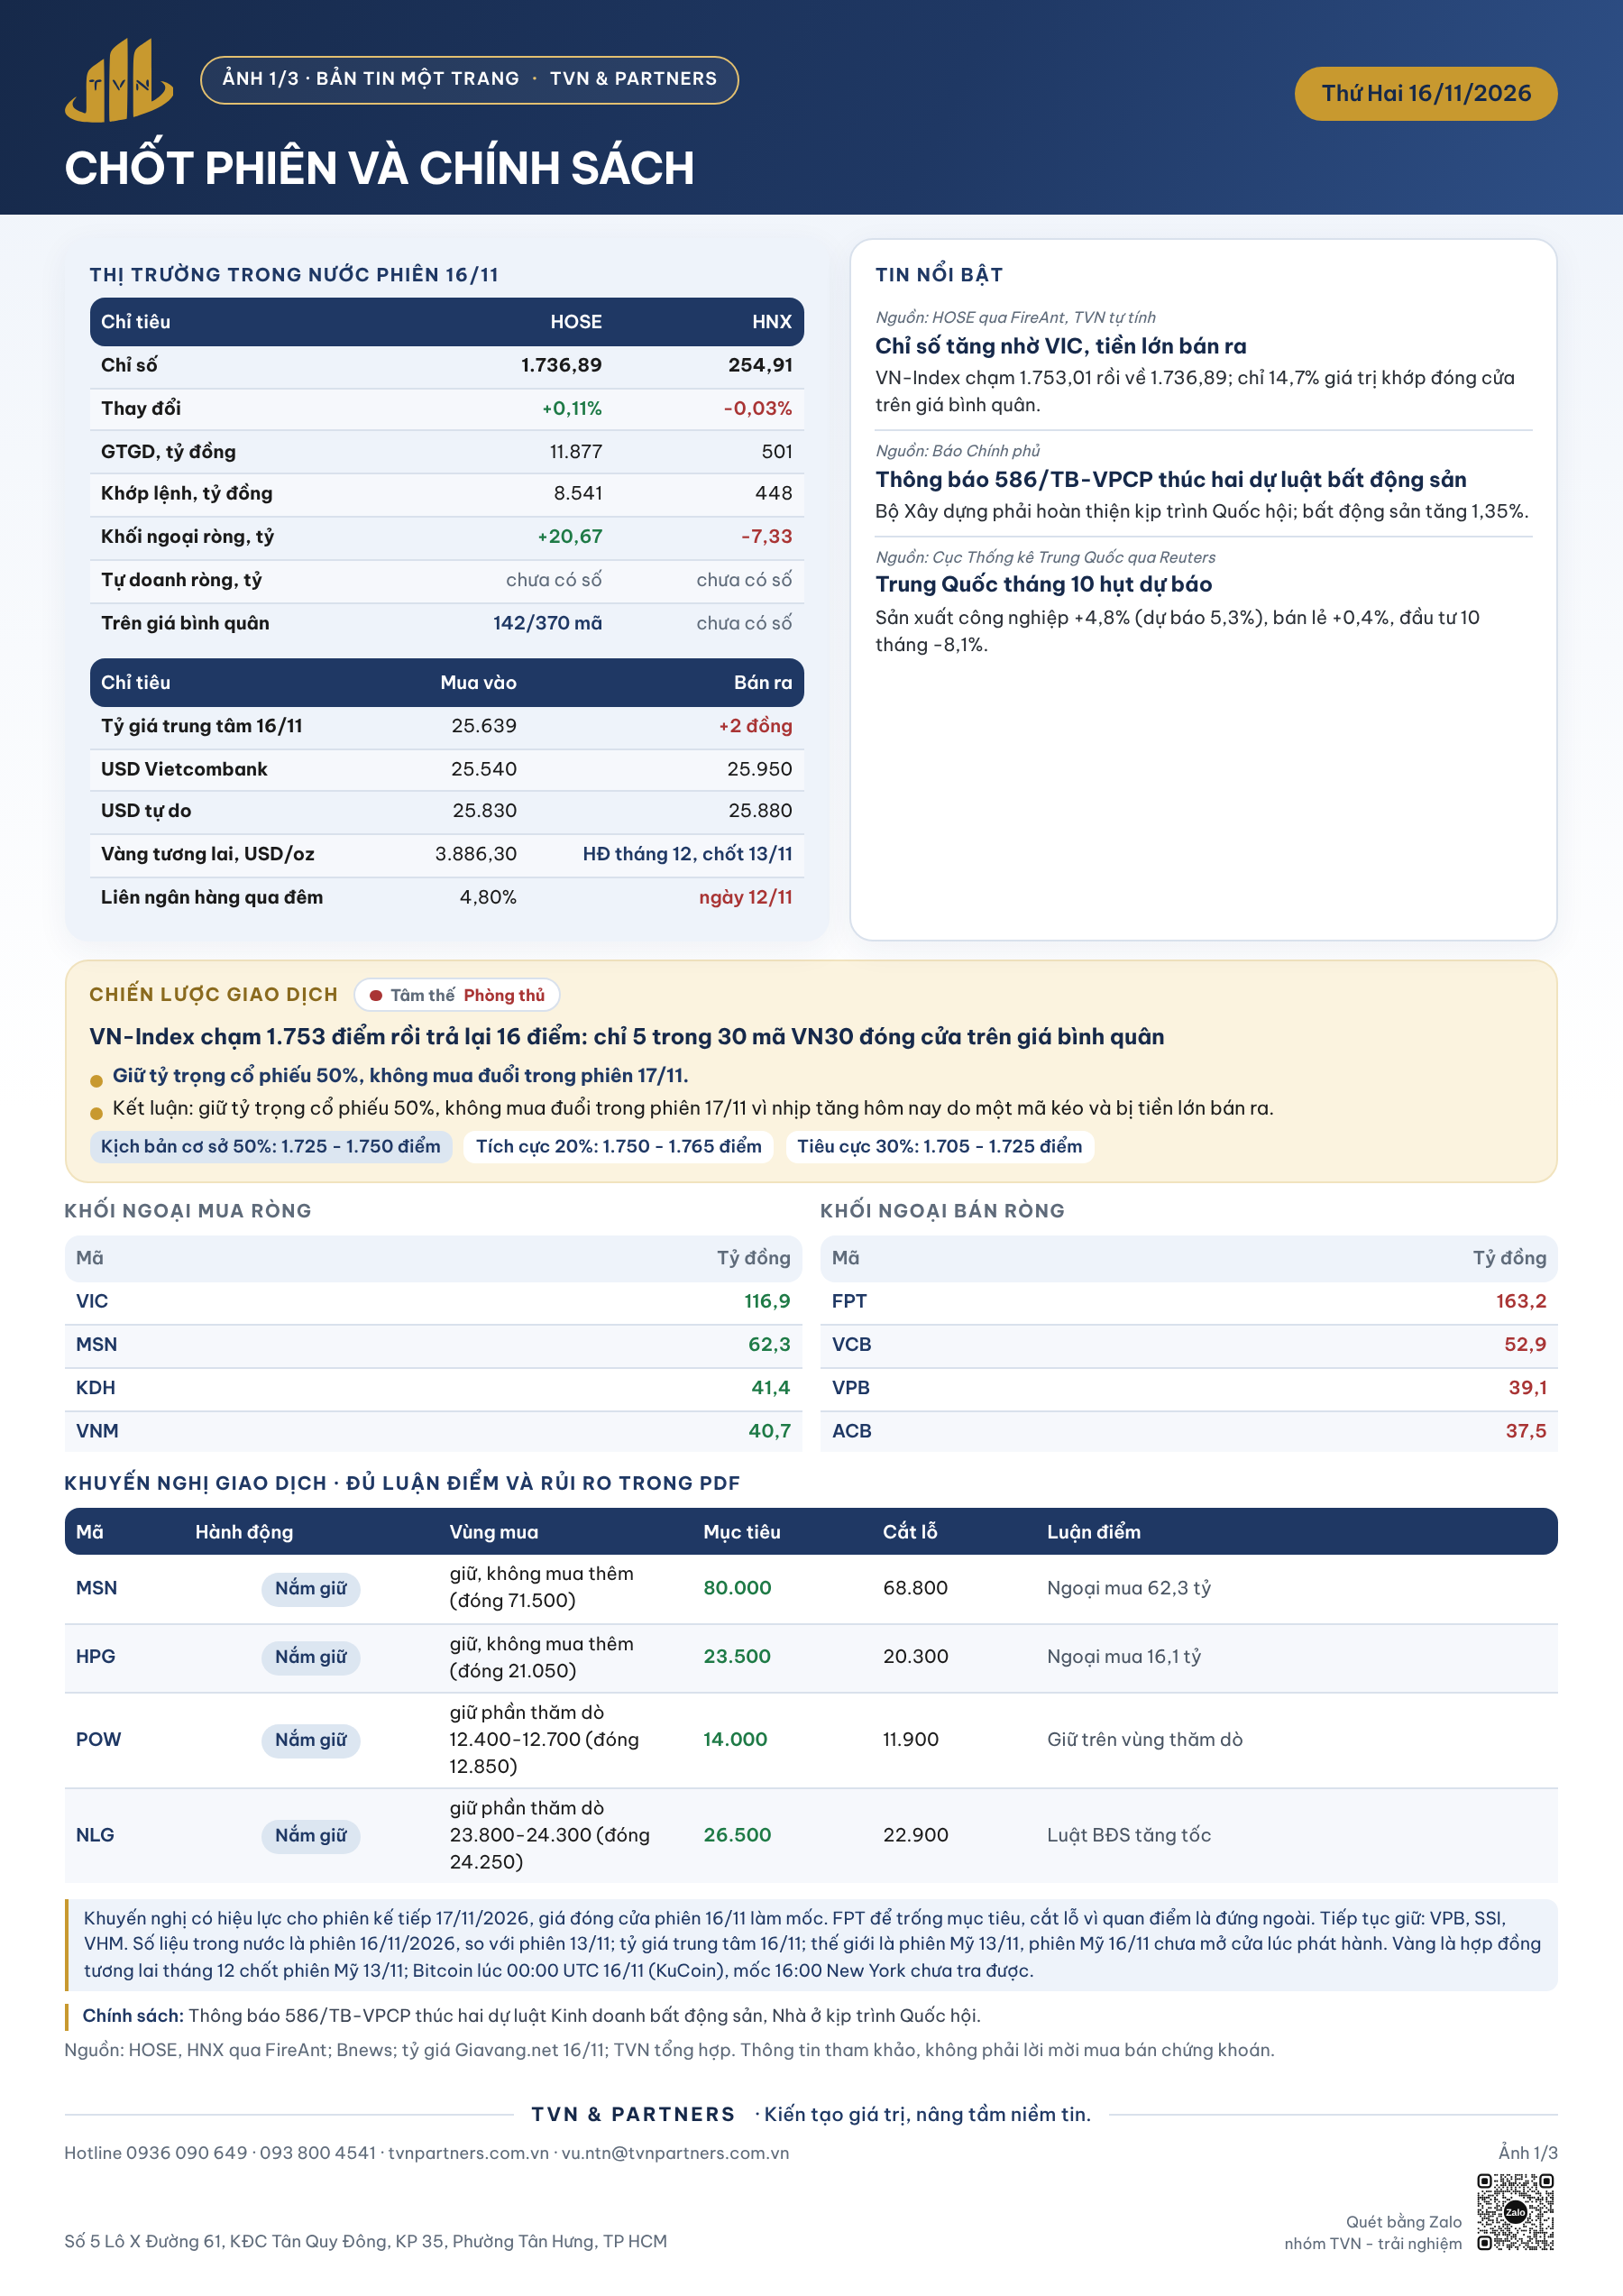 TVN
ẢNH 1/3 · BẢN TIN MỘT TRANG · TVN & PARTNERS
Thứ Hai 16/11/2026
CHỐT PHIÊN VÀ CHÍNH SÁCH
THỊ TRƯỜNG TRONG NƯỚC PHIÊN 16/11
Chỉ tiêu HOSE HNX
Chỉ số 1.736,89 254,91
Thay đổi +0,11% -0,03%
GTGD, tỷ đồng 11.877 501
Khớp lệnh, tỷ đồng 8.541 448
Khối ngoại ròng, tỷ +20,67 -7,33
Tự doanh ròng, tỷ chưa có số chưa có số
Trên giá bình quân 142/370 mã chưa có số
Chỉ tiêu Mua vào Bán ra
Tỷ giá trung tâm 16/11 25.639 +2 đồng
USD Vietcombank 25.540 25.950
USD tự do 25.830 25.880
Vàng tương lai, USD/oz 3.886,30 HĐ tháng 12, chốt 13/11
Liên ngân hàng qua đêm 4,80% ngày 12/11
TIN NỔI BẬT
Nguồn: HOSE qua FireAnt, TVN tự tính
Chỉ số tăng nhờ VIC, tiền lớn bán ra
VN-Index chạm 1.753,01 rồi về 1.736,89; chỉ 14,7% giá trị khớp đóng cửa
trên giá bình quân.
Nguồn: Báo Chính phủ
Thông báo 586/TB-VPCP thúc hai dự luật bất động sản
Bộ Xây dựng phải hoàn thiện kịp trình Quốc hội; bất động sản tăng 1,35%.
Nguồn: Cục Thống kê Trung Quốc qua Reuters
Trung Quốc tháng 10 hụt dự báo
Sản xuất công nghiệp +4,8% (dự báo 5,3%), bán lẻ +0,4%, đầu tư 10
tháng -8,1%.
CHIẾN LƯỢC GIAO DỊCH Tâm thế Phòng thủ
VN-Index chạm 1.753 điểm rồi trả lại 16 điểm: chỉ 5 trong 30 mã VN30 đóng cửa trên giá bình quân
Giữ tỷ trọng cổ phiếu 50%, không mua đuổi trong phiên 17/11.
Kết luận: giữ tỷ trọng cổ phiếu 50%, không mua đuổi trong phiên 17/11 vì nhịp tăng hôm nay do một mã kéo và bị tiền lớn bán ra.
Kịch bản cơ sở 50%: 1.725 - 1.750 điểm Tích cực 20%: 1.750 - 1.765 điểm Tiêu cực 30%: 1.705 - 1.725 điểm
KHỐI NGOẠI MUA RÒNG
Mã Tỷ đồng
VIC 116,9
MSN 62,3
KDH 41,4
VNM 40,7
KHỐI NGOẠI BÁN RÒNG
Mã Tỷ đồng
FPT 163,2
VCB 52,9
VPB 39,1
ACB 37,5
KHUYẾN NGHỊ GIAO DỊCH · ĐỦ LUẬN ĐIỂM VÀ RỦI RO TRONG PDF
Mã Hành động Vùng mua Mục tiêu Cắt lỗ Luận điểm
MSN Nắm giữ giữ, không mua thêm
(đóng 71.500) 80.000 68.800 Ngoại mua 62,3 tỷ
HPG Nắm giữ giữ, không mua thêm
(đóng 21.050) 23.500 20.300 Ngoại mua 16,1 tỷ
POW Nắm giữ giữ phần thăm dò
12.400-12.700 (đóng
12.850) 14.000 11.900 Giữ trên vùng thăm dò
NLG Nắm giữ giữ phần thăm dò
23.800-24.300 (đóng
24.250) 26.500 22.900 Luật BĐS tăng tốc
Khuyến nghị có hiệu lực cho phiên kế tiếp 17/11/2026, giá đóng cửa phiên 16/11 làm mốc. FPT để trống mục tiêu, cắt lỗ vì quan điểm là đứng ngoài. Tiếp tục giữ: VPB, SSI,
VHM. Số liệu trong nước là phiên 16/11/2026, so với phiên 13/11; tỷ giá trung tâm 16/11; thế giới là phiên Mỹ 13/11, phiên Mỹ 16/11 chưa mở cửa lúc phát hành. Vàng là hợp đồng
tương lai tháng 12 chốt phiên Mỹ 13/11; Bitcoin lúc 00:00 UTC 16/11 (KuCoin), mốc 16:00 New York chưa tra được.
Chính sách: Thông báo 586/TB-VPCP thúc hai dự luật Kinh doanh bất động sản, Nhà ở kịp trình Quốc hội.
Nguồn: HOSE, HNX qua FireAnt; Bnews; tỷ giá Giavang.net 16/11; TVN tổng hợp. Thông tin tham khảo, không phải lời mời mua bán chứng khoán.
TVN & PARTNERS · Kiến tạo giá trị, nâng tầm niềm tin.
Hotline 0936 090 649 · 093 800 4541 · tvnpartners.com.vn · vu.ntn@tvnpartners.com.vn
Ảnh 1/3
Zalo
Quét bằng Zalo
nhóm TVN - trải nghiệm
Số 5 Lô X Đường 61, KĐC Tân Quy Đông, KP 35, Phường Tân Hưng, TP HCM